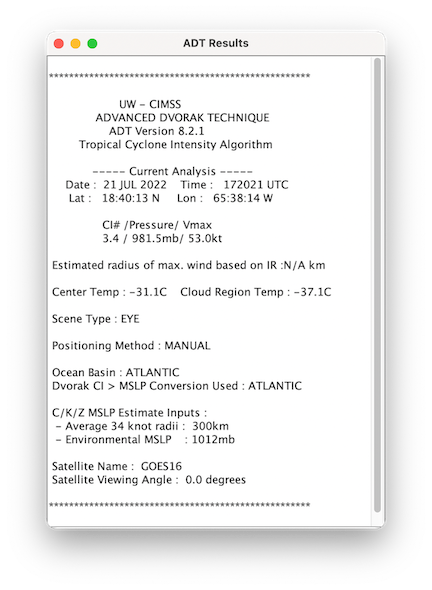 ADT Results
****************************************************
UW - CIMSS
ADVANCED DVORAK TECHNIQUE
ADT Version 8.2.1
Tropical Cyclone Intensity Algorithm
----- Current Analysis -----
Date : 21 JUL 2022 Time : 172021 UTC
Lat : 18:40:13 N Lon : 65:38:14 W
CI# /Pressure/ Vmax
3.4 / 981.5mb/ 53.0kt
Estimated radius of max. wind based on IR :N/A km
Center Temp : -31.1C Cloud Region Temp : -37.1C
Scene Type : EYE
Positioning Method : MANUAL
Ocean Basin : ATLANTIC
Dvorak CI > MSLP Conversion Used : ATLANTIC
C/K/Z MSLP Estimate Inputs :
- Average 34 knot radii : 300km
- Environmental MSLP : 1012mb
Satellite Name : GOES16
Satellite Viewing Angle : 0.0 degrees
****************************************************